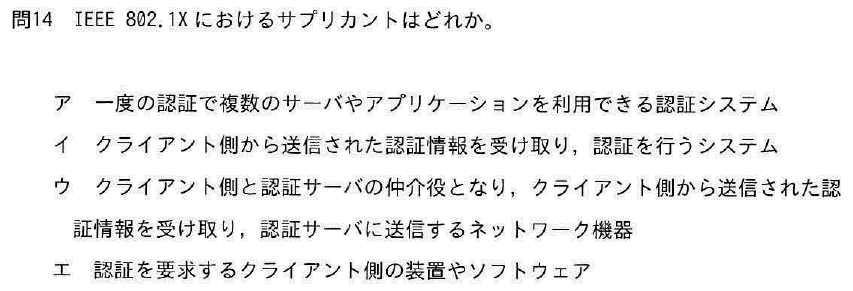 問14 IEEE 802.1X におけるサプリカントはどれか。
ア 一度の認証で複数のサーバやアプリケーションを利用できる認証システム
イ クライアント側から送信された認証情報を受け取り，認証を行うシステム
ウ クライアント側と認証サーバの仲介役となり，クライアント側から送信された認
証情報を受け取り，認証サーバに送信するネットワーク機器
エ 認証を要求するクライアント側の装置やソフトウェア